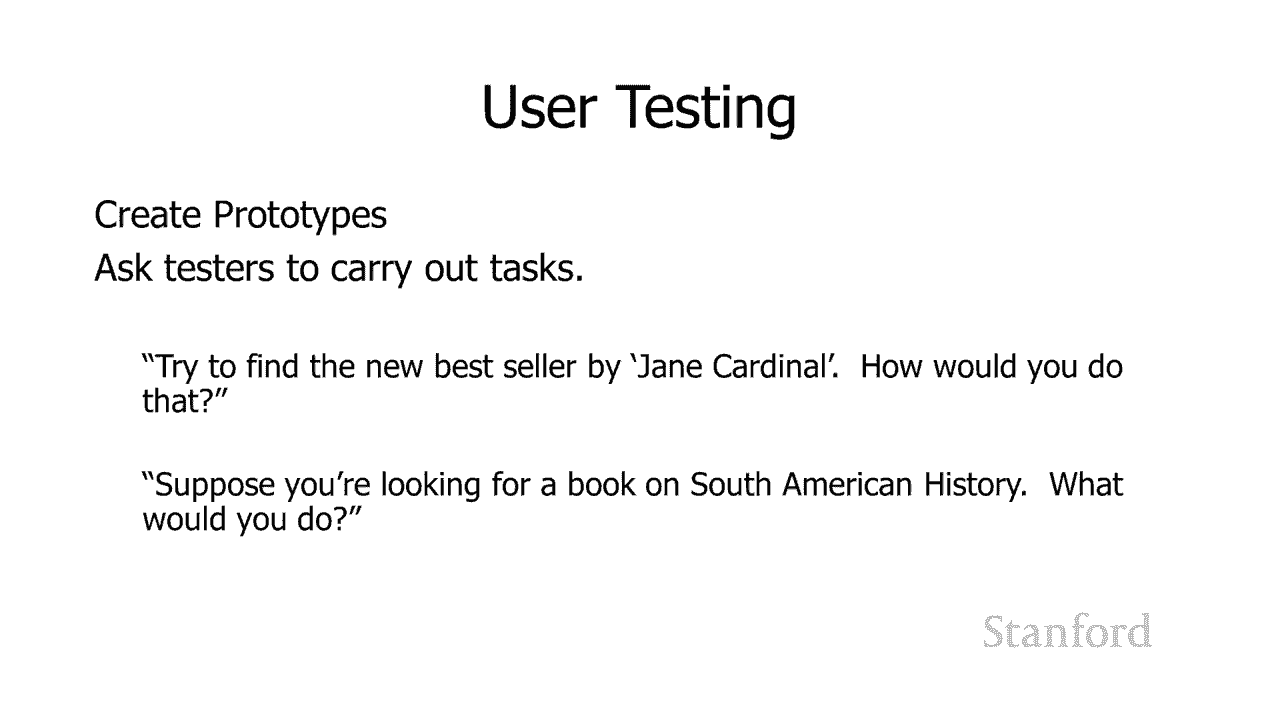 User Testing
Create Prototypes
Ask testers to carry out tasks.
“Try to find the new best seller by ‘Jane Cardinal’.  How would you do
that?”
“Suppose you’re looking for a book on South American History.  What
would you do?”
Stanford